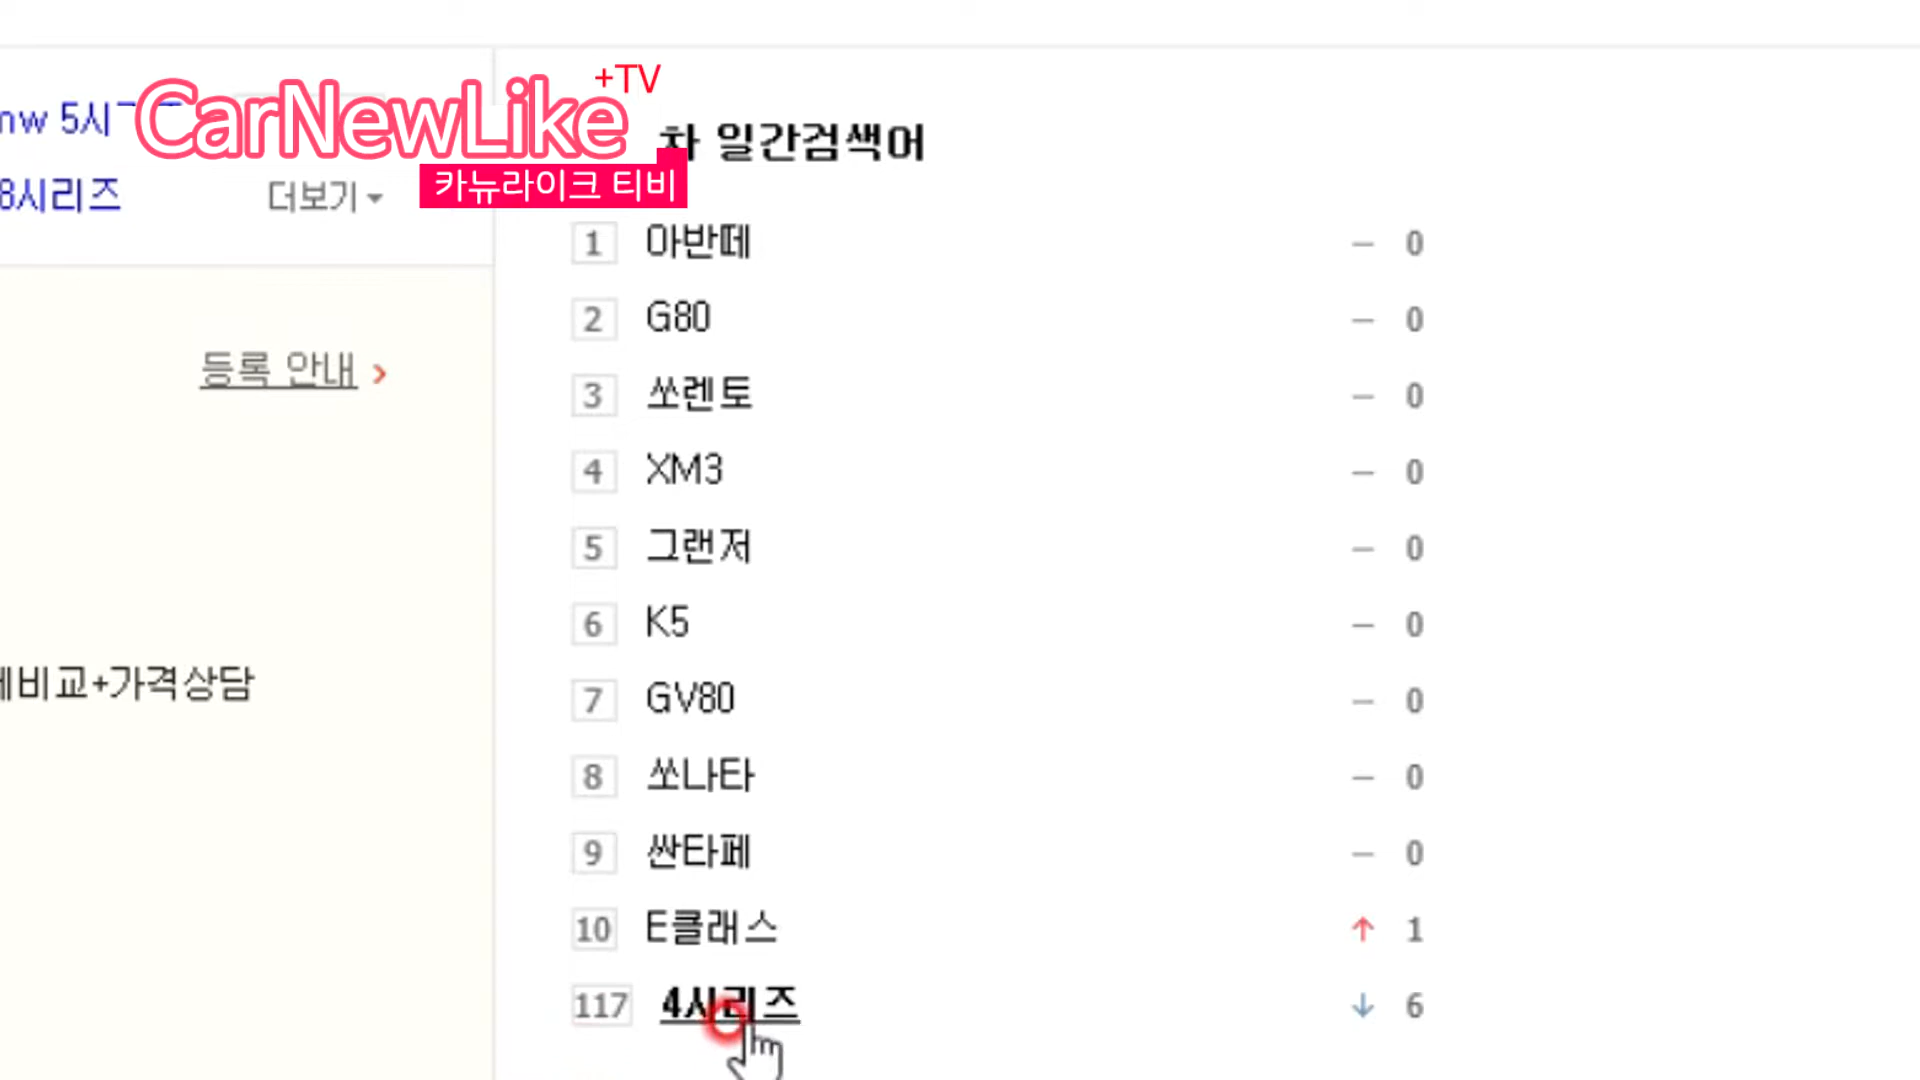 CarNewLike
+TV
카뉴라이크 티비
5시
8시리즈
더보기
등록 안내
비교+가격상담
차 일간검색어
1 아반떼 – 0
2 G80 – 0
3 쏘렌토 – 0
4 XM3 – 0
5 그랜저 – 0
6 K5 – 0
7 GV80 – 0
8 쏘나타 – 0
9 싼타페 – 0
10 E클래스 ↑ 1
117 4시리즈 ↓ 6